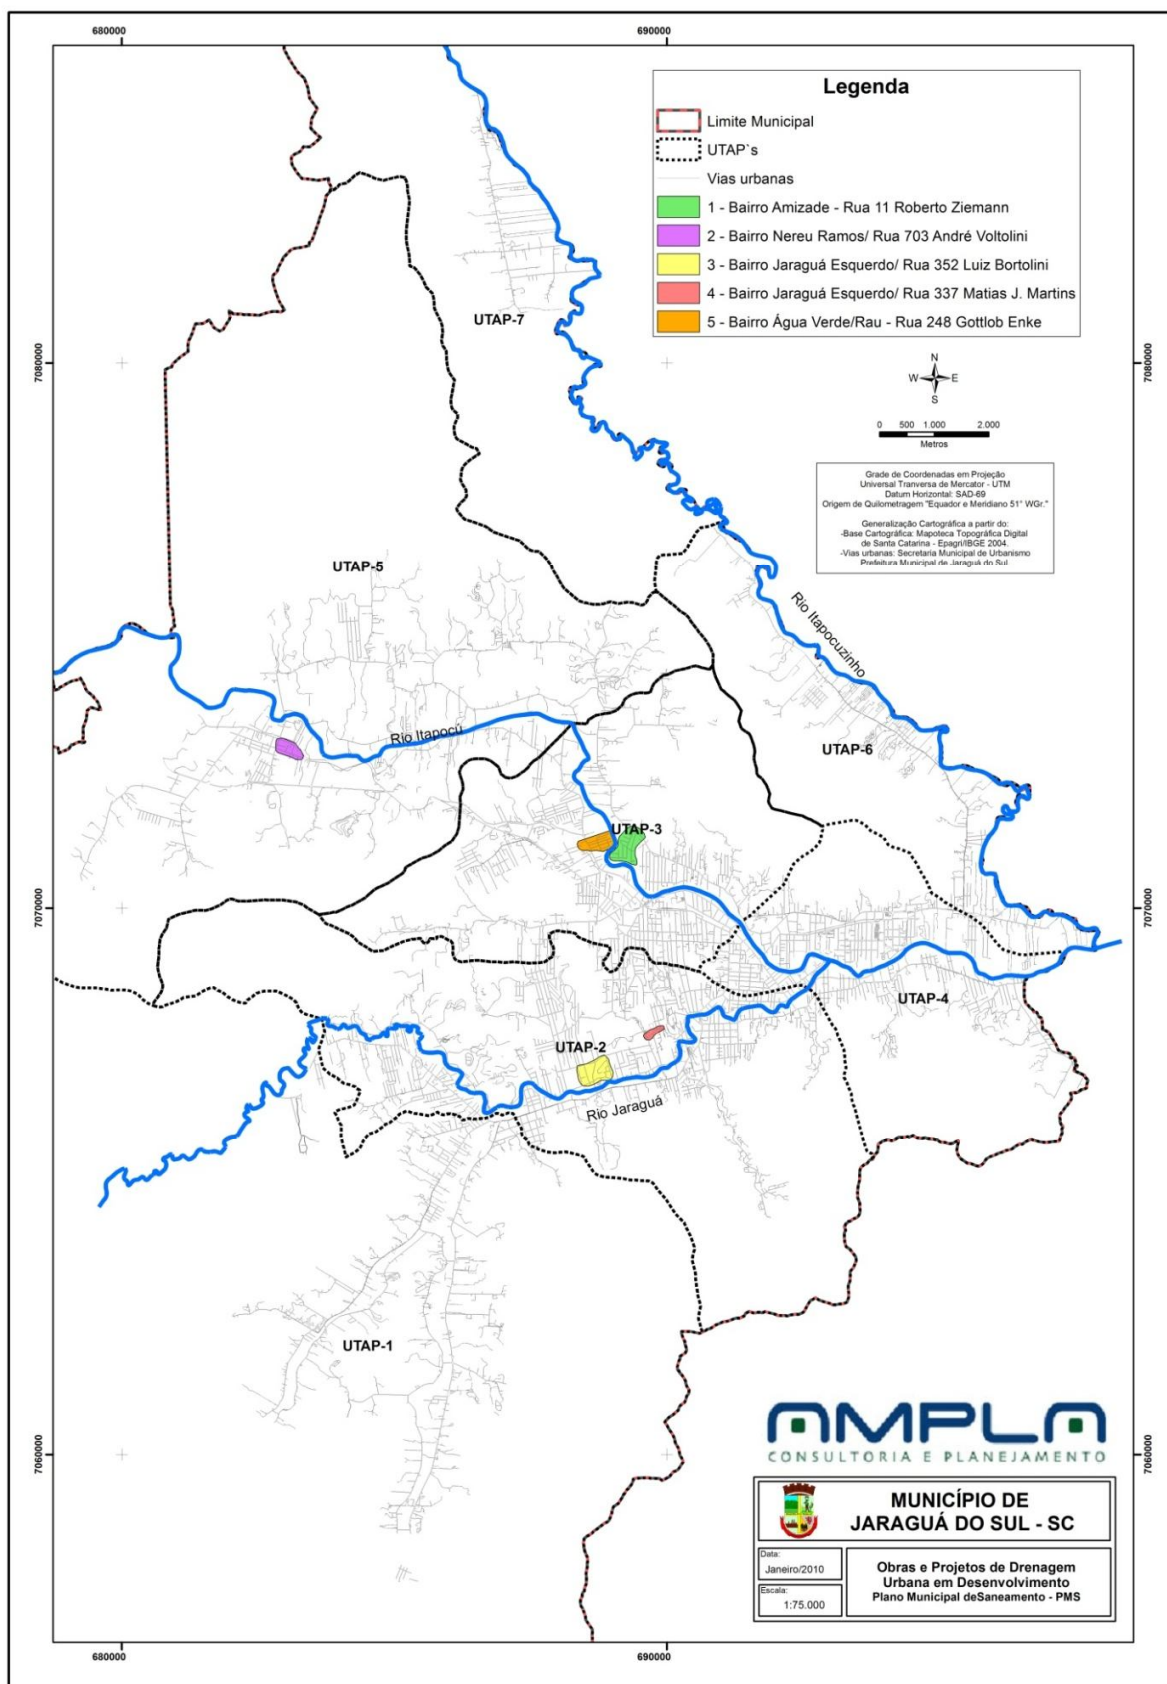 680000
690000
Legenda
Limite Municipal
UTAP`s
Vias urbanas
1 - Bairro Amizade - Rua 11 Roberto Ziemann
2 - Bairro Nereu Ramos/ Rua 703 André Voltolini
3 - Bairro Jaraguá Esquerdo/ Rua 352 Luiz Bortolini
4 - Bairro Jaraguá Esquerdo/ Rua 337 Matias J. Martins
5 - Bairro Água Verde/Rau - Rua 248 Gottlob Enke
UTAP-7
7080000
7080000
N
W E
S
0 500 1.000 2.000
Metros
Grade de Coordenadas em Projeção
Universal Tranversa de Mercator - UTM
Datum Horizontal: SAD-69
Origem de Quilometragem "Equador e Meridiano 51° WGr."
Generalização Cartográfica a partir do:
-Base Cartográfica: Mapoteca Topográfica Digital
de Santa Catarina - Epagri/IBGE 2004.
-Vias urbanas: Secretaria Municipal de Urbanismo
Prefeitura Municipal de Jaraguá do Sul
UTAP-5
Rio Itapocuzinho
Rio Itapocú
UTAP-6
UTAP-3
7070000
7070000
UTAP-4
UTAP-2
Rio Jaraguá
UTAP-1
AMPLA
CONSULTORIA E PLANEJAMENTO
7060000
7060000
MUNICÍPIO DE
JARAGUÁ DO SUL - SC
Data:
Janeiro/2010
Escala:
1:75.000
Obras e Projetos de Drenagem
Urbana em Desenvolvimento
Plano Municipal deSaneamento - PMS
680000
690000